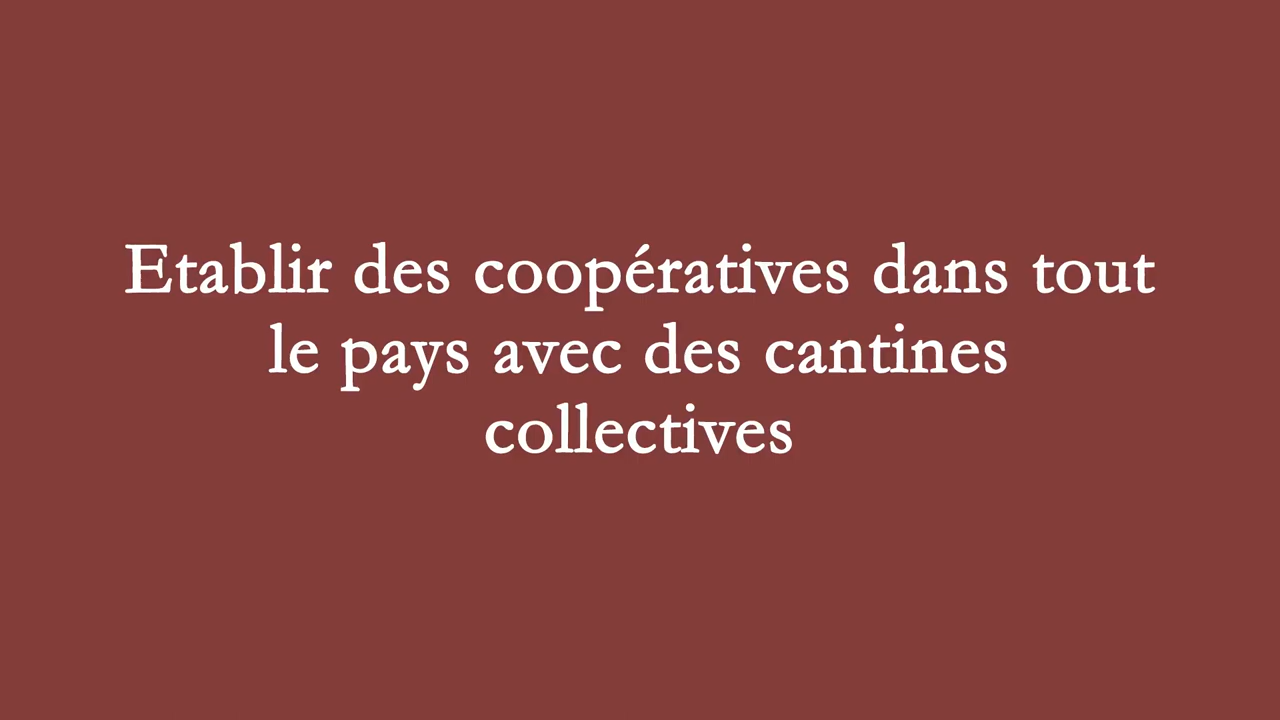 Etablir des coopératives dans tout
le pays avec des cantines
collectives